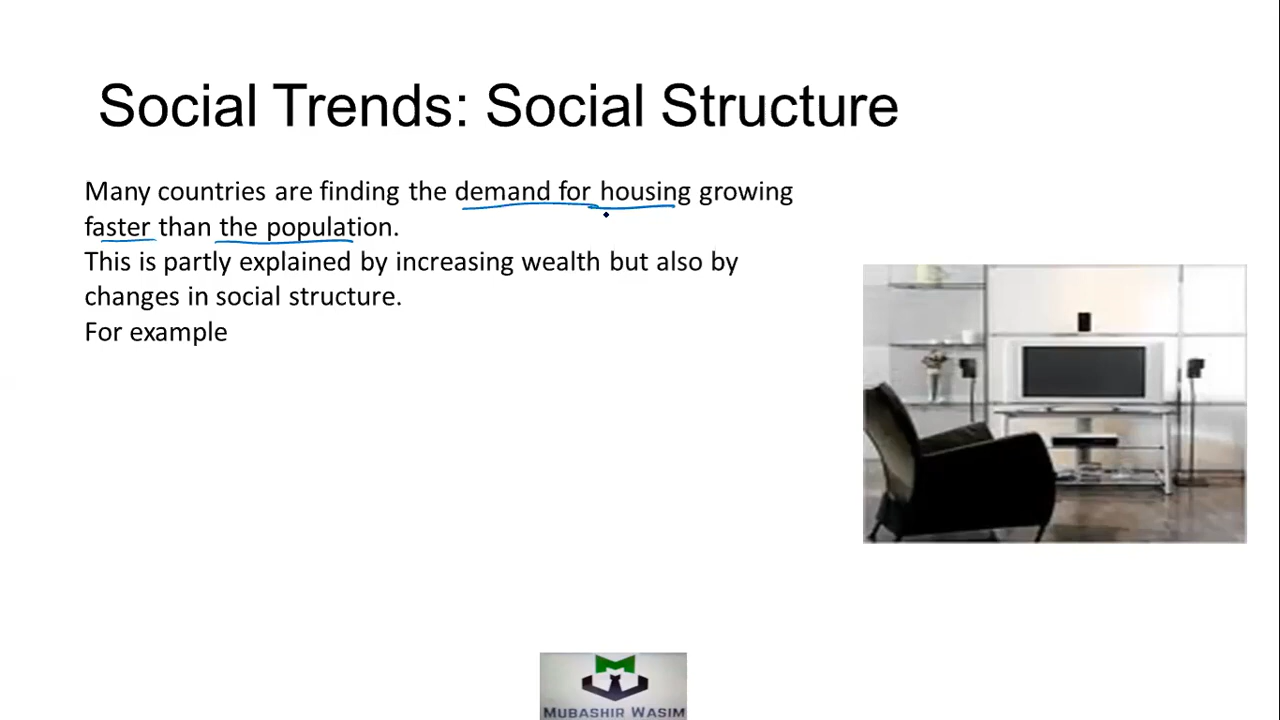 Social Trends: Social Structure
Many countries are finding the demand for housing growing
faster than the population.
This is partly explained by increasing wealth but also by
changes in social structure.
For example
MUBASHIR WASIM